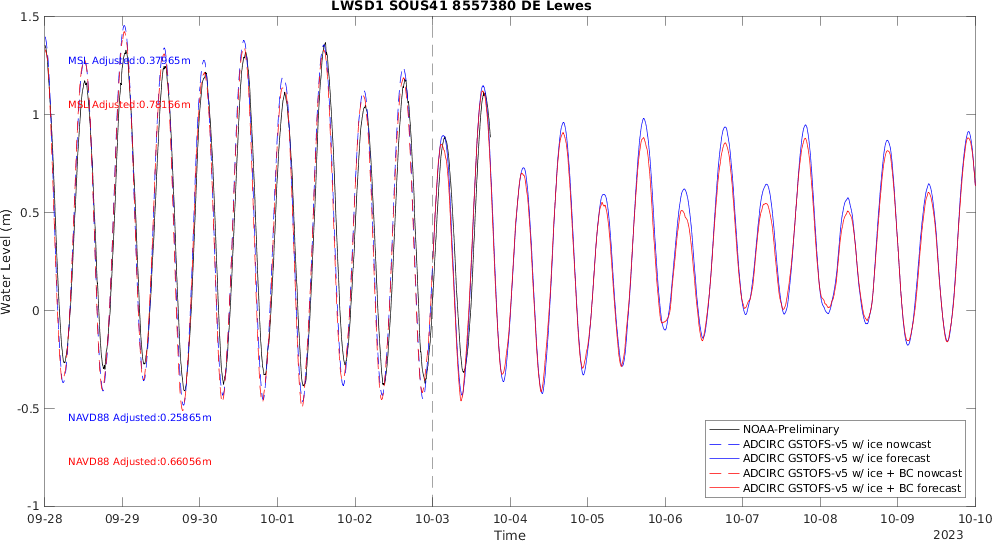 LWSD1 SOUS41 8557380 DE Lewes
1.5
MSL Adjusted:0.37965m
MSL Adjusted:0.78156m
1
0.5
Water Level (m)
0
-0.5
NAVD88 Adjusted:0.25865m
NAVD88 Adjusted:0.66056m
NOAA-Preliminary
ADCIRC GSTOFS-v5 w/ ice nowcast
ADCIRC GSTOFS-v5 w/ ice forecast
ADCIRC GSTOFS-v5 w/ ice + BC nowcast
ADCIRC GSTOFS-v5 w/ ice + BC forecast
-1
09-28 09-29 09-30 10-01 10-02 10-03 10-04 10-05 10-06 10-07 10-08 10-09 10-10
Time
2023